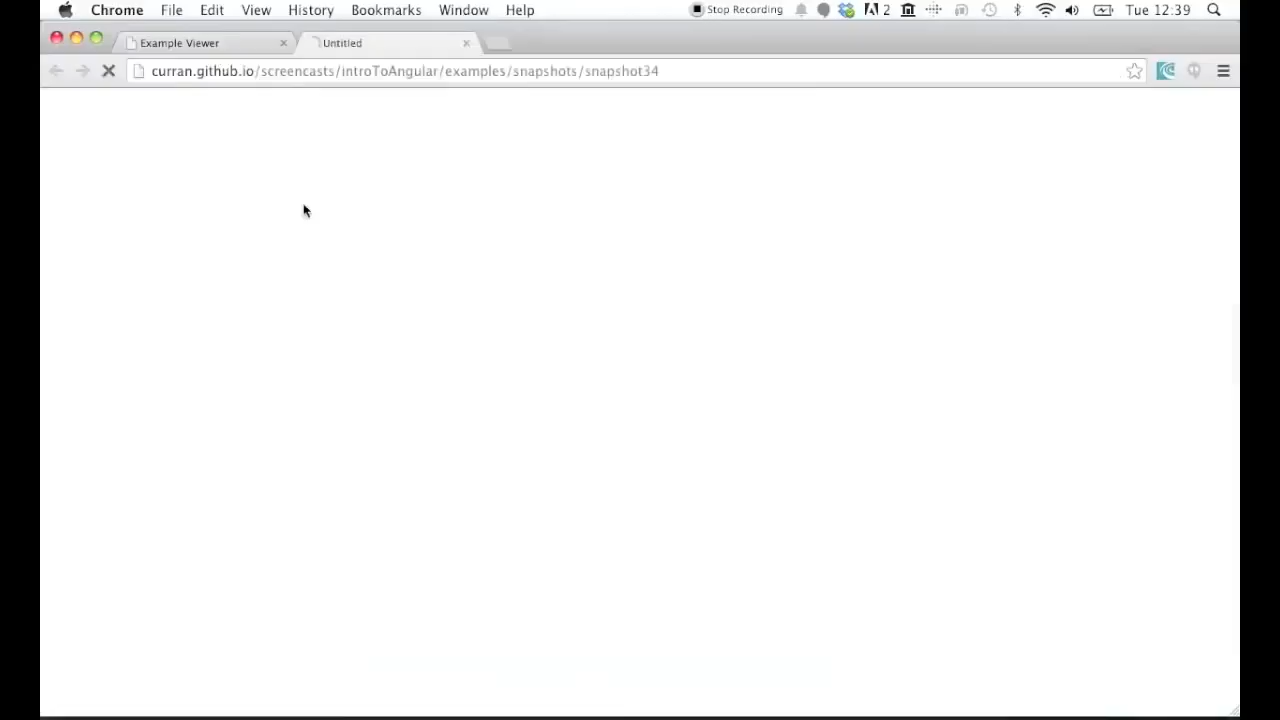 Chrome File Edit View History Bookmarks Window Help Stop Recording 2 Tue 12:39
Example Viewer Untitled
curran.github.io/screencasts/introToAngular/examples/snapshots/snapshot34